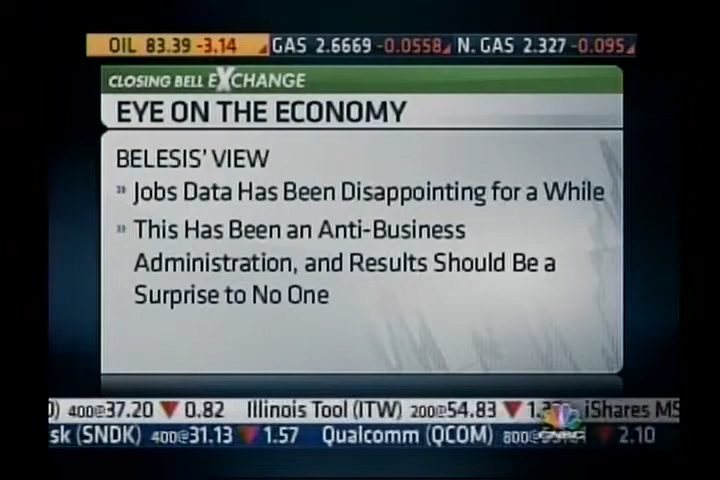 OIL 83.39 -3.14 GAS 2.6669 -0.0558 N. GAS 2.327 -0.095
CLOSING BELL EXCHANGE
EYE ON THE ECONOMY
BELESIS' VIEW
» Jobs Data Has Been Disappointing for a While
» This Has Been an Anti-Business
Administration, and Results Should Be a
Surprise to No One
400@37.20 ▼ 0.82 Illinois Tool (ITW) 200@54.83 ▼ iShares MS
sk (SNDK) 400@31.13 ▼ 1.57 Qualcomm (QCOM) ▼ 2.10
CNBC